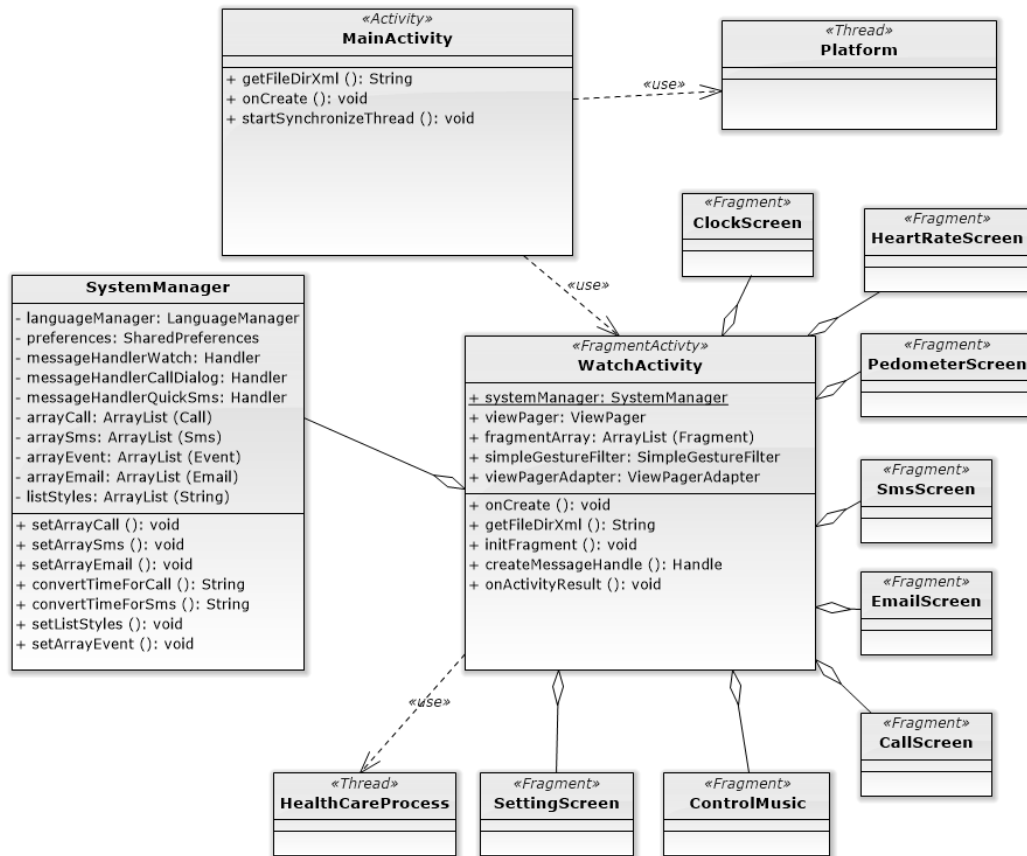 «Activity»
MainActivity
+ getFileDirXml (): String
+ onCreate (): void
+ startSynchronizeThread (): void
«use»
«Thread»
Platform
«use»
«Fragment»
ClockScreen
«Fragment»
HeartRateScreen
SystemManager
- languageManager: LanguageManager
- preferences: SharedPreferences
- messageHandlerWatch: Handler
- messageHandlerCallDialog: Handler
- messageHandlerQuickSms: Handler
- arrayCall: ArrayList (Call)
- arraySms: ArrayList (Sms)
- arrayEvent: ArrayList (Event)
- arrayEmail: ArrayList (Email)
- listStyles: ArrayList (String)
+ setArrayCall (): void
+ setArraySms (): void
+ setArrayEmail (): void
+ convertTimeForCall (): String
+ convertTimeForSms (): String
+ setListStyles (): void
+ setArrayEvent (): void
«FragmentActivty»
WatchActivity
+ systemManager: SystemManager
+ viewPager: ViewPager
+ fragmentArray: ArrayList (Fragment)
+ simpleGestureFilter: SimpleGestureFilter
+ viewPagerAdapter: ViewPagerAdapter
+ onCreate (): void
+ getFileDirXml (): String
+ initFragment (): void
+ createMessageHandle (): Handle
+ onActivityResult (): void
«Fragment»
PedometerScreen
«Fragment»
SmsScreen
«Fragment»
EmailScreen
«Fragment»
CallScreen
«use»
«Thread»
HealthCareProcess
«Fragment»
SettingScreen
«Fragment»
ControlMusic